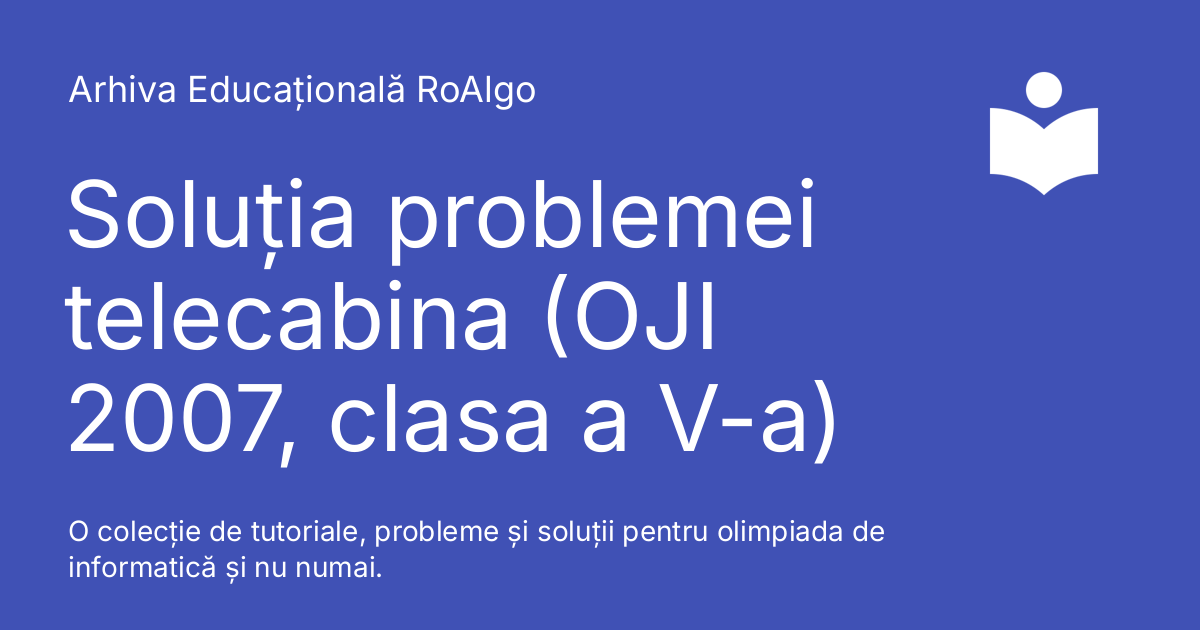 Arhiva Educațională RoAlgo
Soluția problemei
telecabina (OJI
2007, clasa a V-a)
O colecție de tutoriale, probleme și soluții pentru olimpiada de
informatică și nu numai.